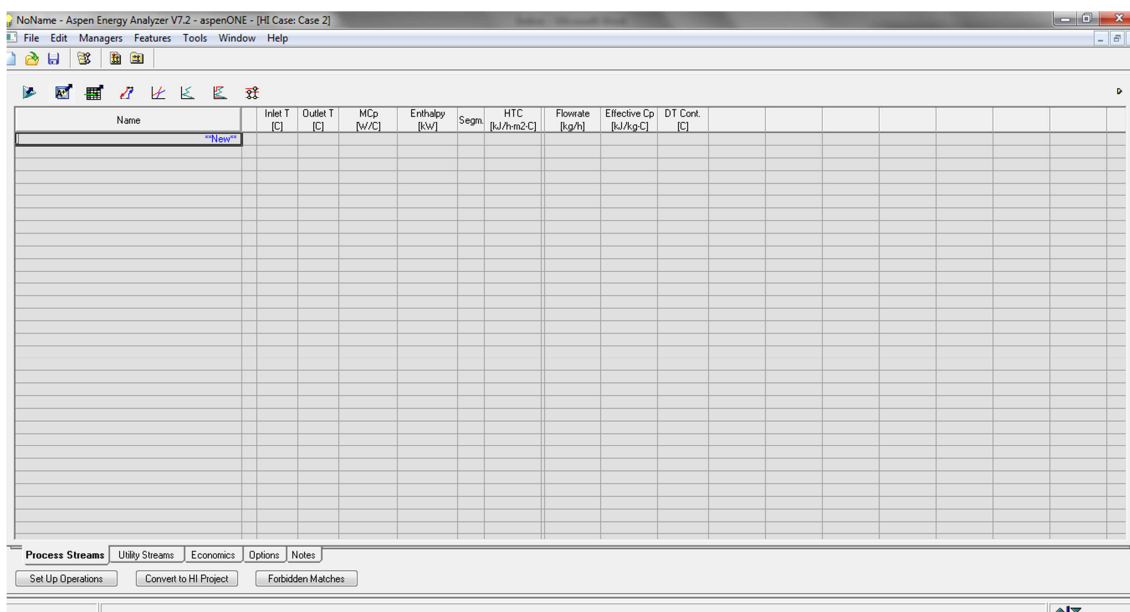 NoName - Aspen Energy Analyzer V7.2 - aspenONE - [HI Case: Case 2]
File Edit Managers Features Tools Window Help
Name Inlet T [C] Outlet T [C] MCp [W/C] Enthalpy [kW] Segm. HTC [kJ/h-m2-C] Flowrate [kg/h] Effective Cp [kJ/kg-C] DT Cont. [C]
**New**
Process Streams Utility Streams Economics Options Notes
Set Up Operations Convert to HI Project Forbidden Matches